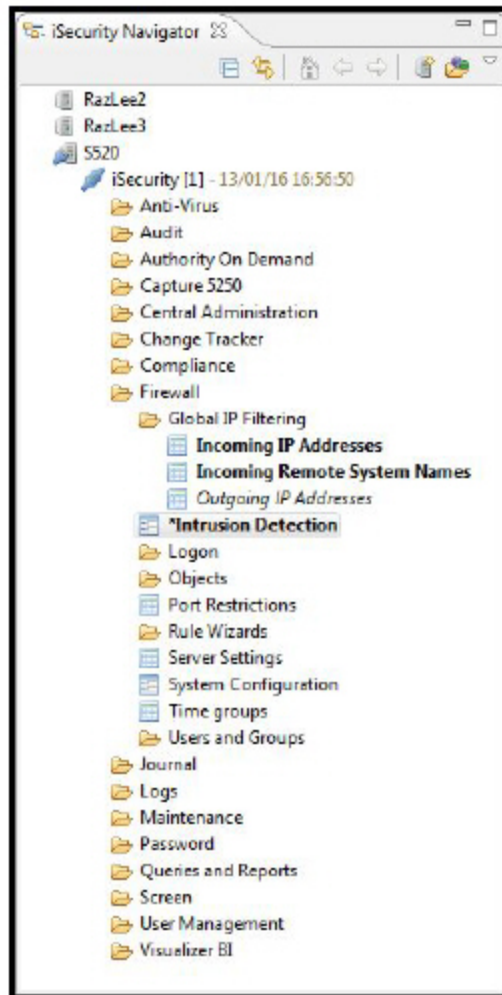 iSecurity Navigator
RazLee2
RazLee3
S520
iSecurity [1] - 13/01/16 16:56:50
Anti-Virus
Audit
Authority On Demand
Capture 5250
Central Administration
Change Tracker
Compliance
Firewall
Global IP Filtering
Incoming IP Addresses
Incoming Remote System Names
Outgoing IP Addresses
*Intrusion Detection
Logon
Objects
Port Restrictions
Rule Wizards
Server Settings
System Configuration
Time groups
Users and Groups
Journal
Logs
Maintenance
Password
Queries and Reports
Screen
User Management
Visualizer BI